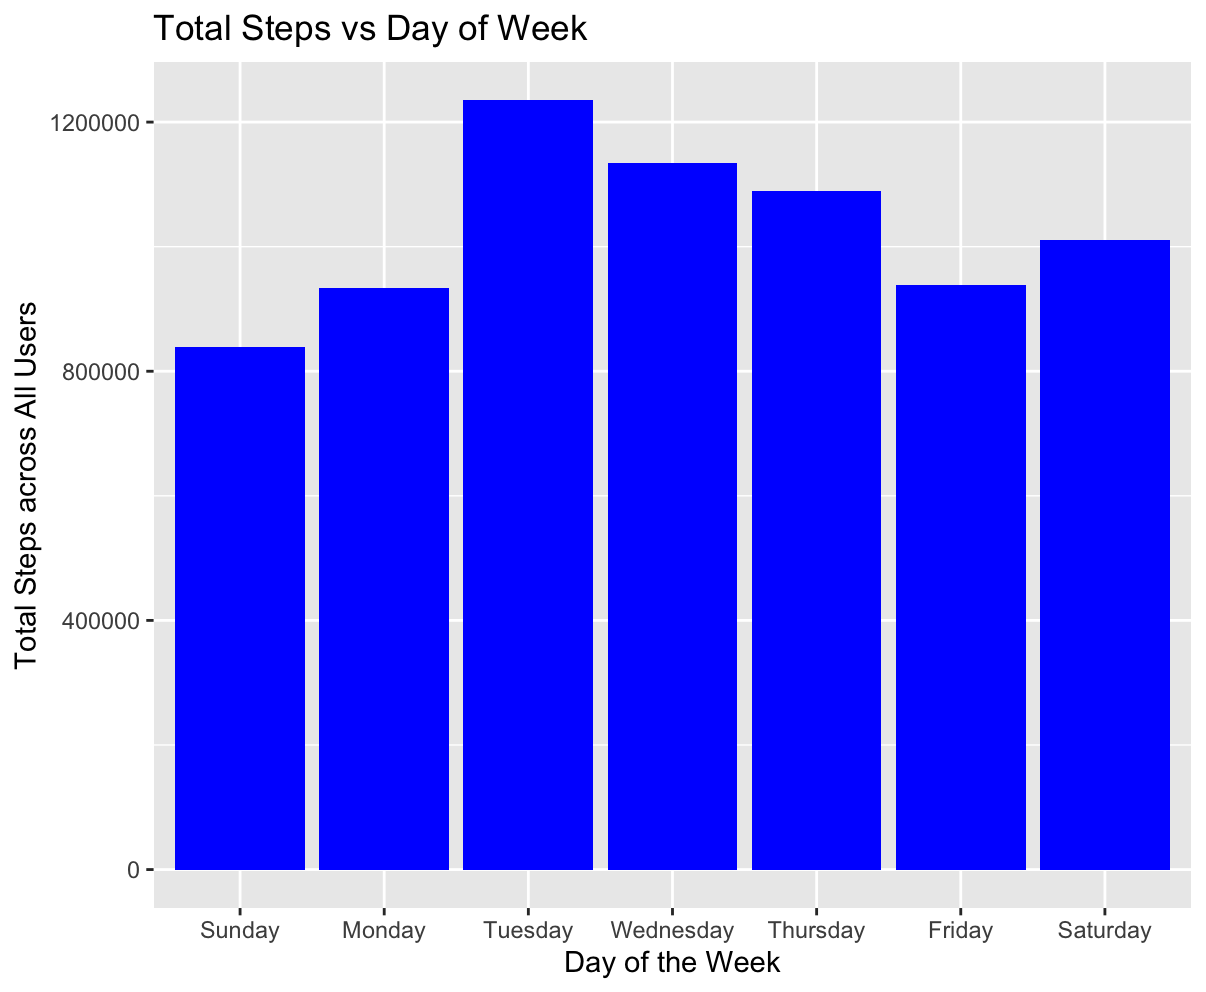 Total Steps vs Day of Week
Total Steps across All Users
1200000
800000
400000
0
Sunday Monday Tuesday Wednesday Thursday Friday Saturday
Day of the Week